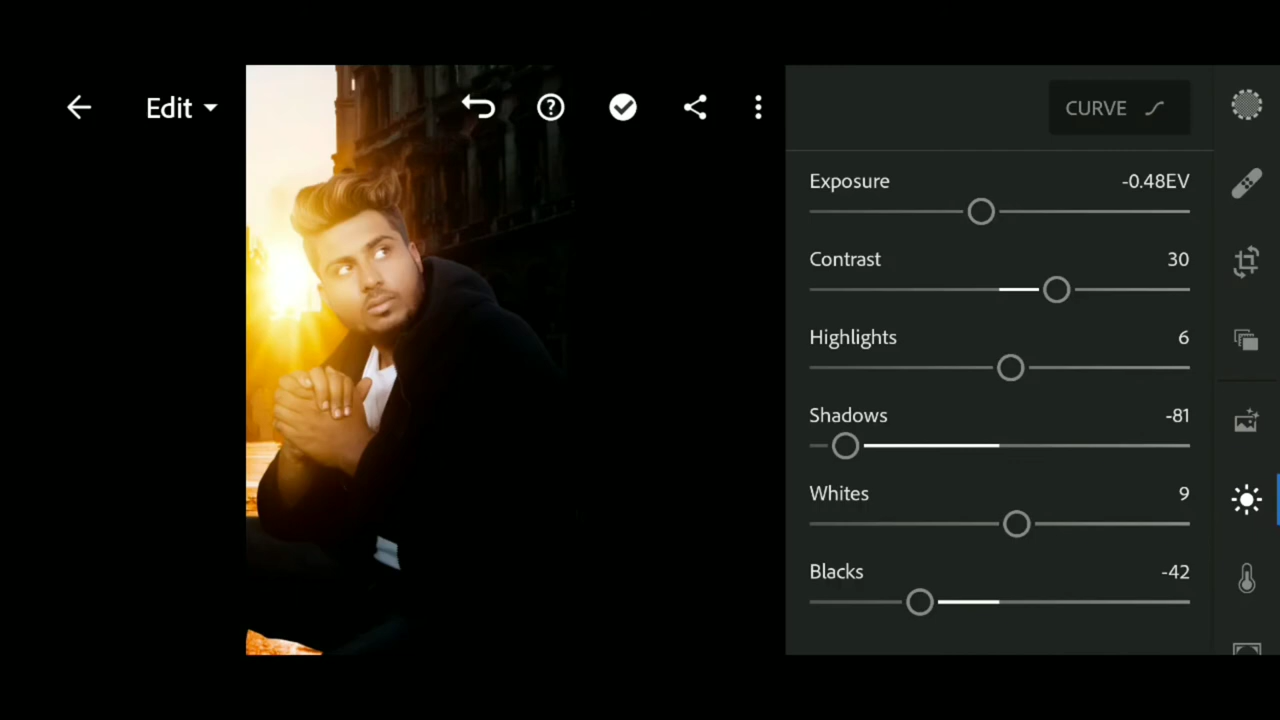 Edit
CURVE
Exposure -0.48EV
Contrast 30
Highlights 6
Shadows -81
Whites 9
Blacks -42